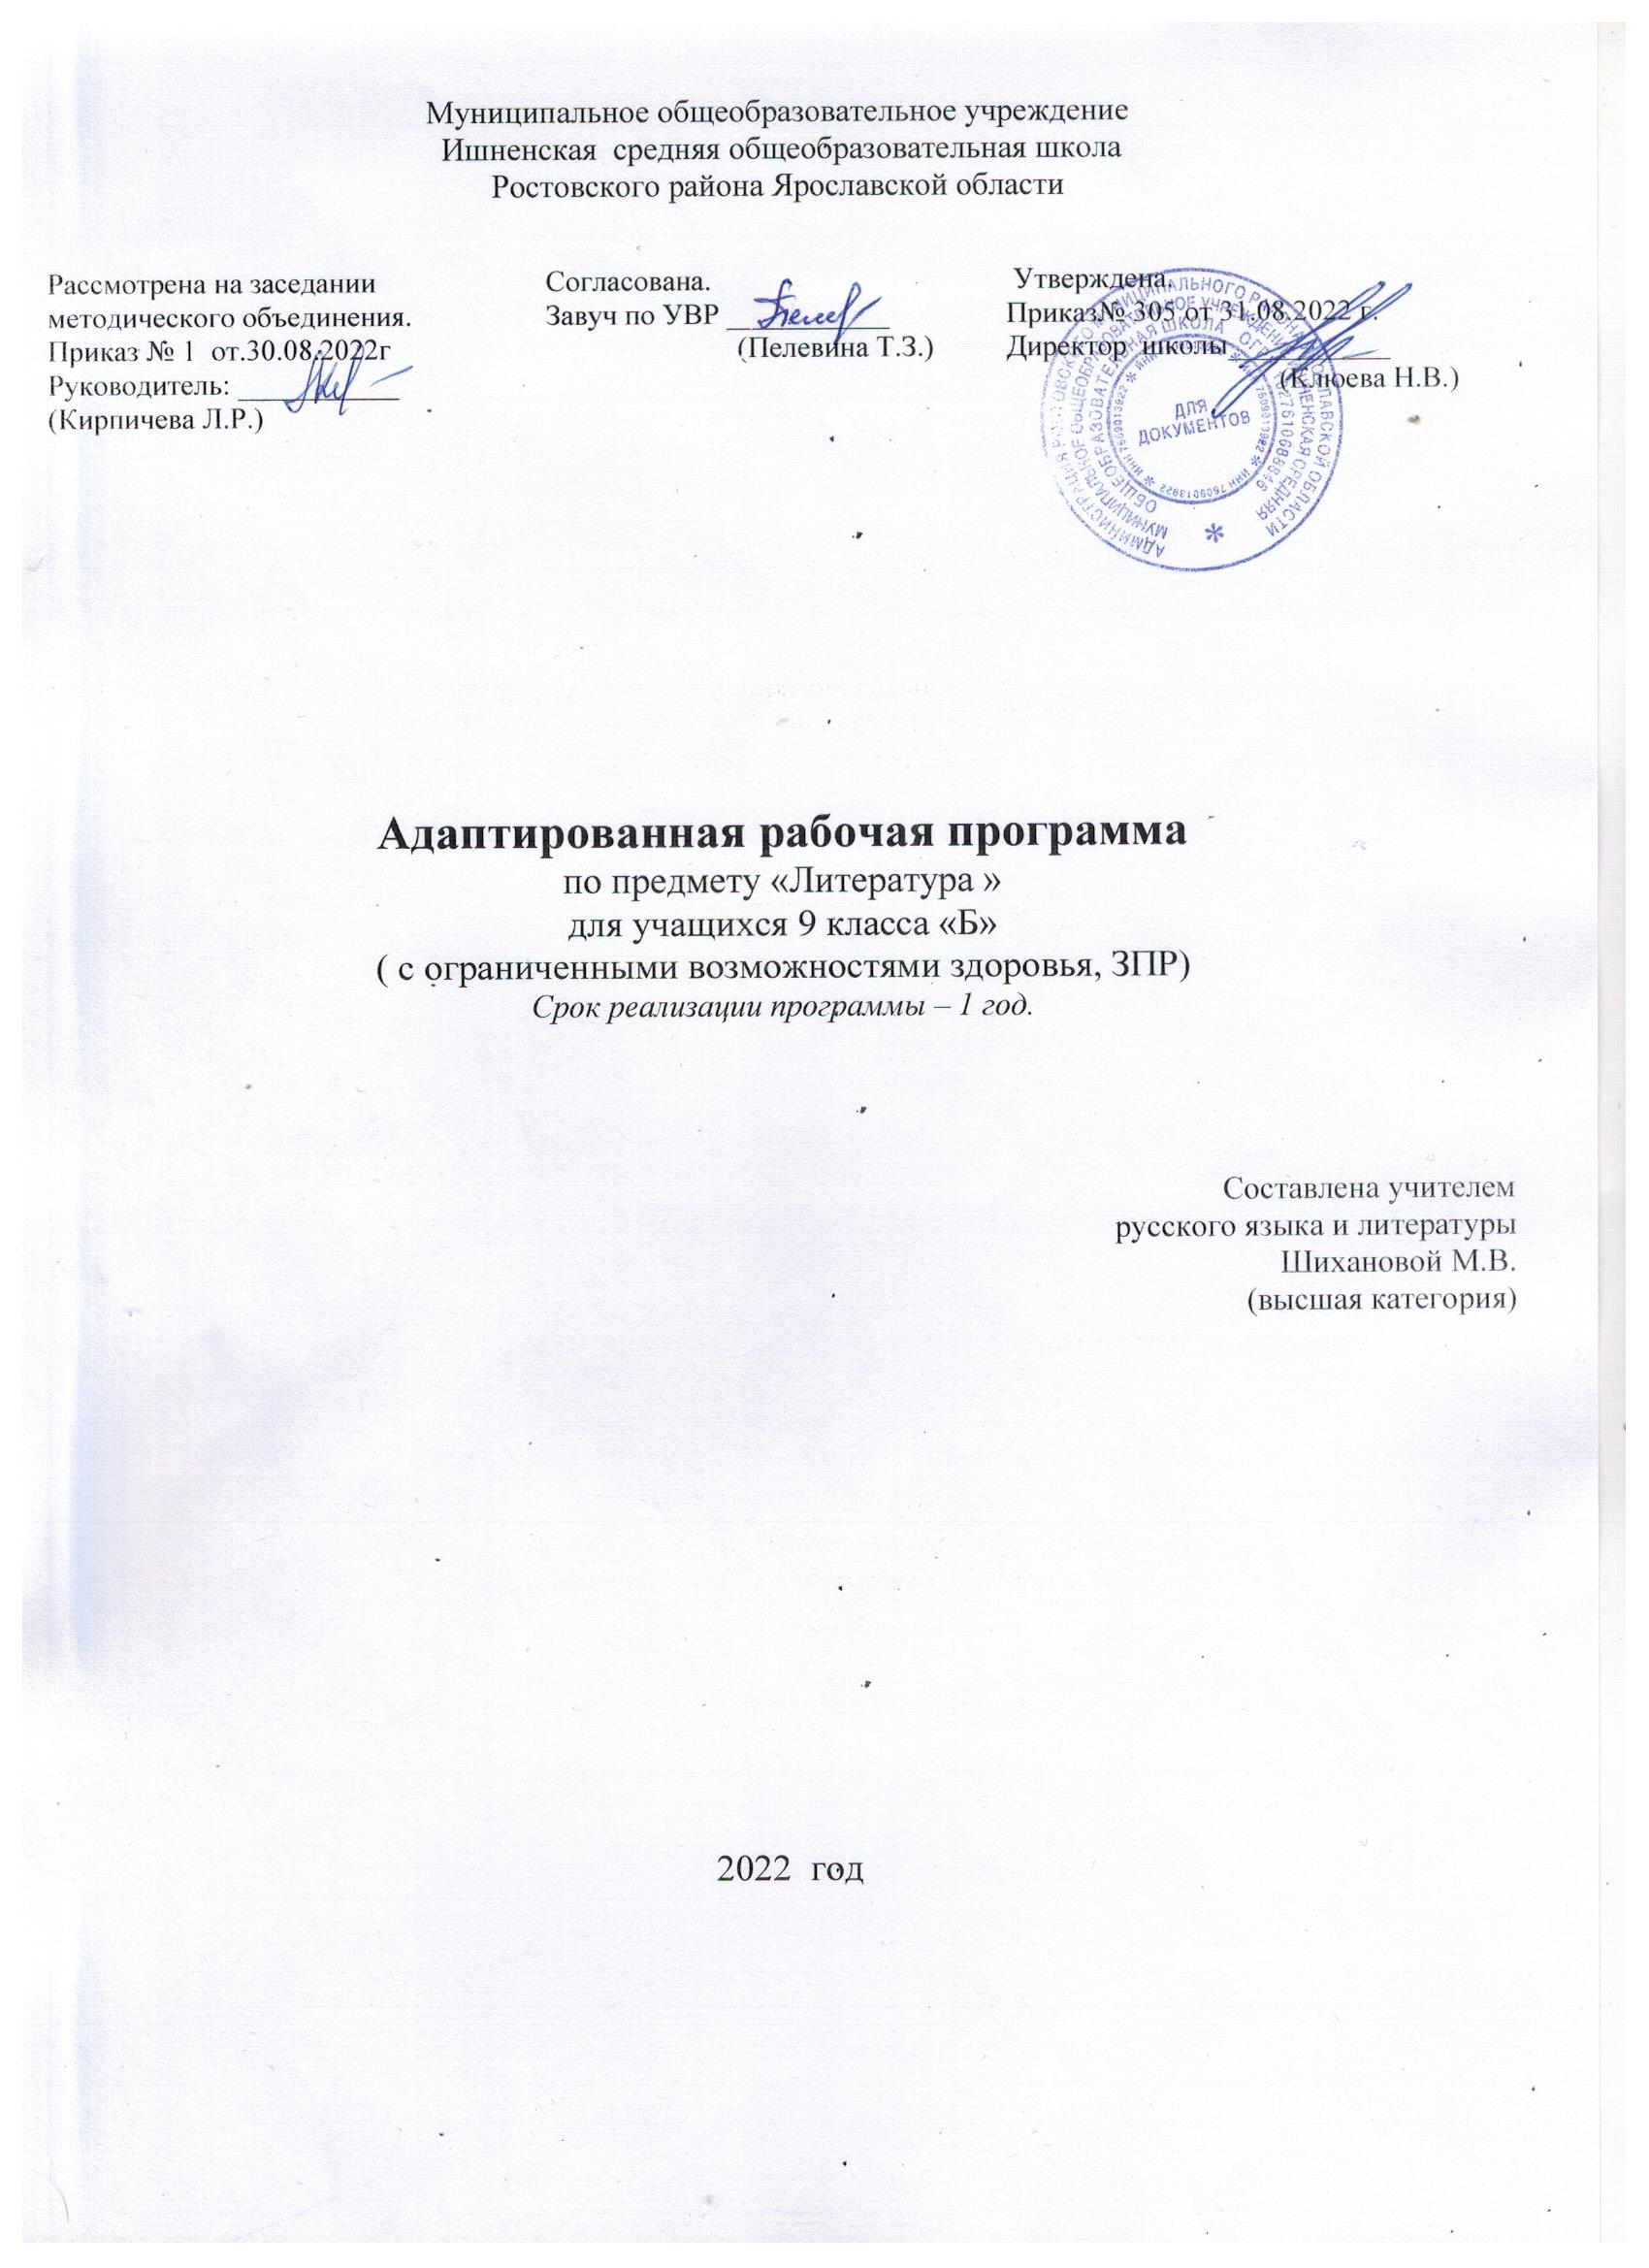 Муниципальное общеобразовательное учреждение
Ишненская  средняя общеобразовательная школа
Ростовского района Ярославской области
Рассмотрена на заседании
методического объединения.
Приказ № 1  от.30.08.2022г
Руководитель: ____________
(Кирпичева Л.Р.)
Согласована.
Завуч по УВР ____________
(Пелевина Т.З.)
Утверждена.
Приказ№ 305 от 31.08.2022 г.
Директор  школы____________
(Клюева Н.В.)
ДЛЯ
ДОКУМЕНТОВ
Адаптированная рабочая программа
по предмету «Литература »
для учащихся 9 класса «Б»
( с ограниченными возможностями здоровья, ЗПР)
Срок реализации программы – 1 год.
Составлена учителем
русского языка и литературы
Шихановой М.В.
(высшая категория)
2022  год